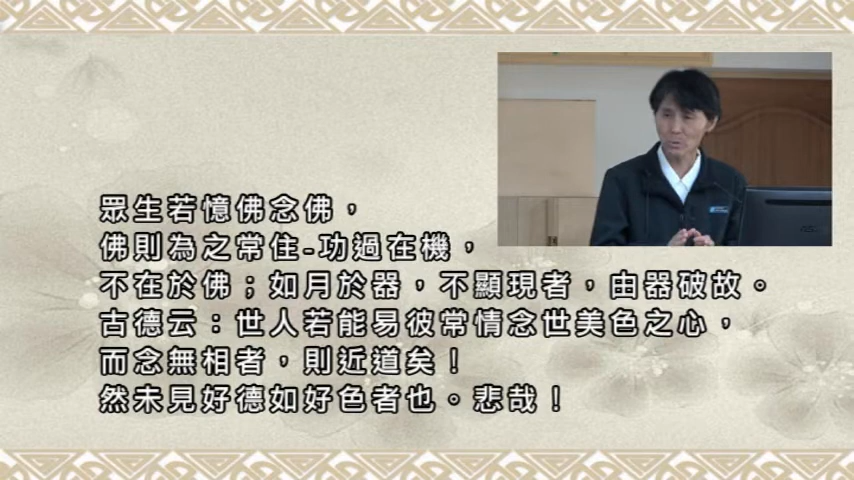 眾生若憶佛念佛，
佛則為之常住-功過在機，
不在於佛；如月於器，不顯現者，由器破故。
古德云：世人若能易彼常情念世美色之心，
而念無相者，則近道矣！
然未見好德如好色者也。悲哉！